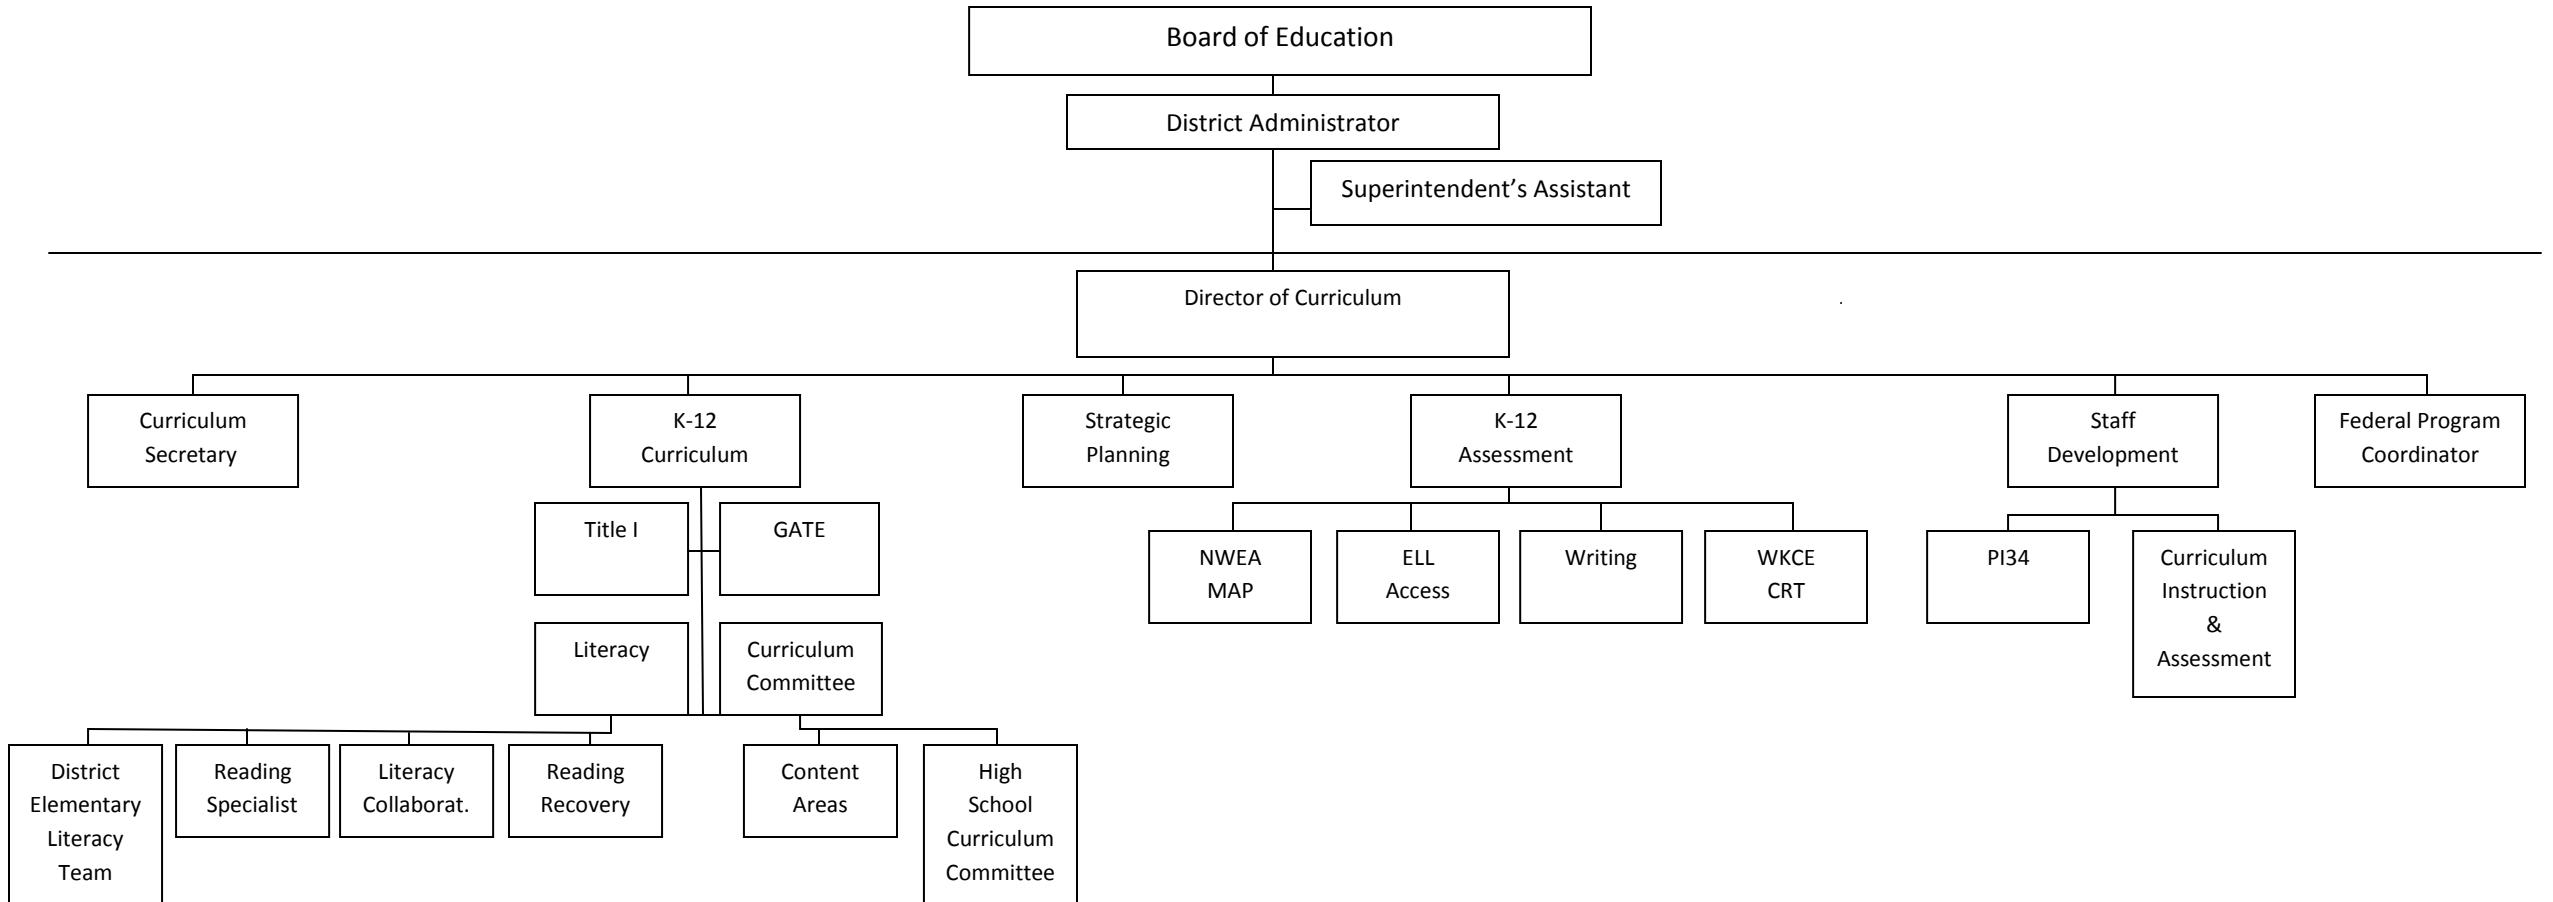 Board of Education
District Administrator
Superintendent’s Assistant
Director of Curriculum
.
Curriculum
Secretary
K-12
Curriculum
Strategic
Planning
K-12
Assessment
Staff
Development
Federal Program
Coordinator
Title I
GATE
NWEA
MAP
ELL
Access
Writing
WKCE
CRT
PI34
Curriculum
Instruction
&
Assessment
Literacy
Curriculum
Committee
District
Elementary
Literacy
Team
Reading
Specialist
Literacy
Collaborat.
Reading
Recovery
Content
Areas
High
School
Curriculum
Committee